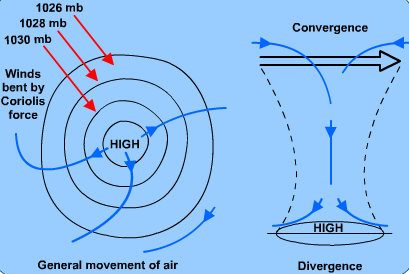 1026 mb
1028 mb
1030 mb
Winds
bent by
Coriolis
force
HIGH
General movement of air
Convergence
HIGH
Divergence